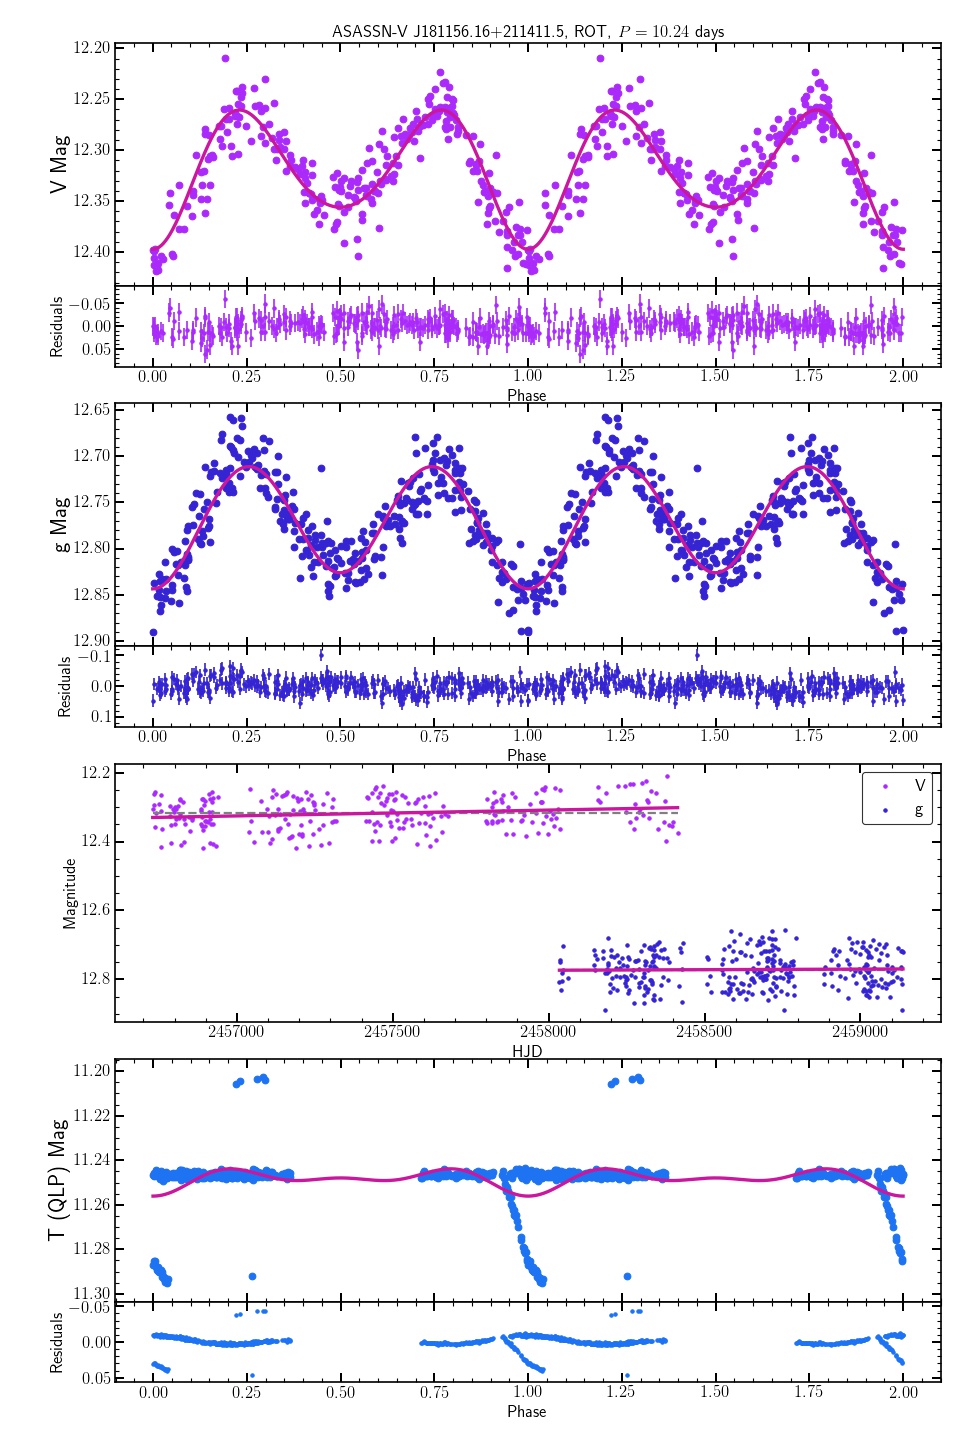 ASASSN-V J181156.16+211411.5, ROT, P = 10.24 days
12.20
12.25
12.30
12.35
12.40
V Mag
−0.05
0.00
0.05
Residuals
0.00 0.25 0.50 0.75 1.00 1.25 1.50 1.75 2.00
Phase
12.65
12.70
12.75
12.80
12.85
12.90
g Mag
−0.1
0.0
0.1
Residuals
0.00 0.25 0.50 0.75 1.00 1.25 1.50 1.75 2.00
Phase
12.2
12.4
12.6
12.8
Magnitude
V
g
2457000 2457500 2458000 2458500 2459000
HJD
11.20
11.22
11.24
11.26
11.28
11.30
T (QLP) Mag
−0.05
0.00
0.05
Residuals
0.00 0.25 0.50 0.75 1.00 1.25 1.50 1.75 2.00
Phase